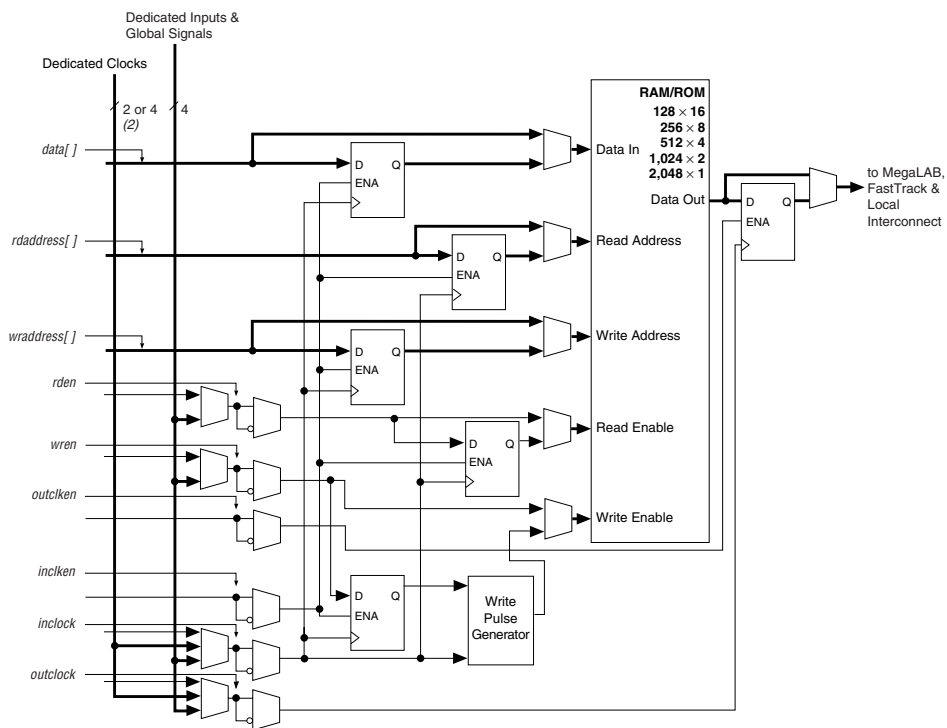 Dedicated Inputs &
Global Signals
Dedicated Clocks
2 or 4
(2)
4
RAM/ROM
128 × 16
256 × 8
512 × 4
1,024 × 2
2,048 × 1
data[ ]
D
Q
ENA
Data In
Data Out
D
Q
ENA
to MegaLAB,
FastTrack &
Local
Interconnect
rdaddress[ ]
D
Q
ENA
Read Address
wraddress[ ]
D
Q
ENA
Write Address
rden
D
Q
ENA
Read Enable
wren
outclken
Write Enable
inclken
D
Q
ENA
Write
Pulse
Generator
inclock
outclock